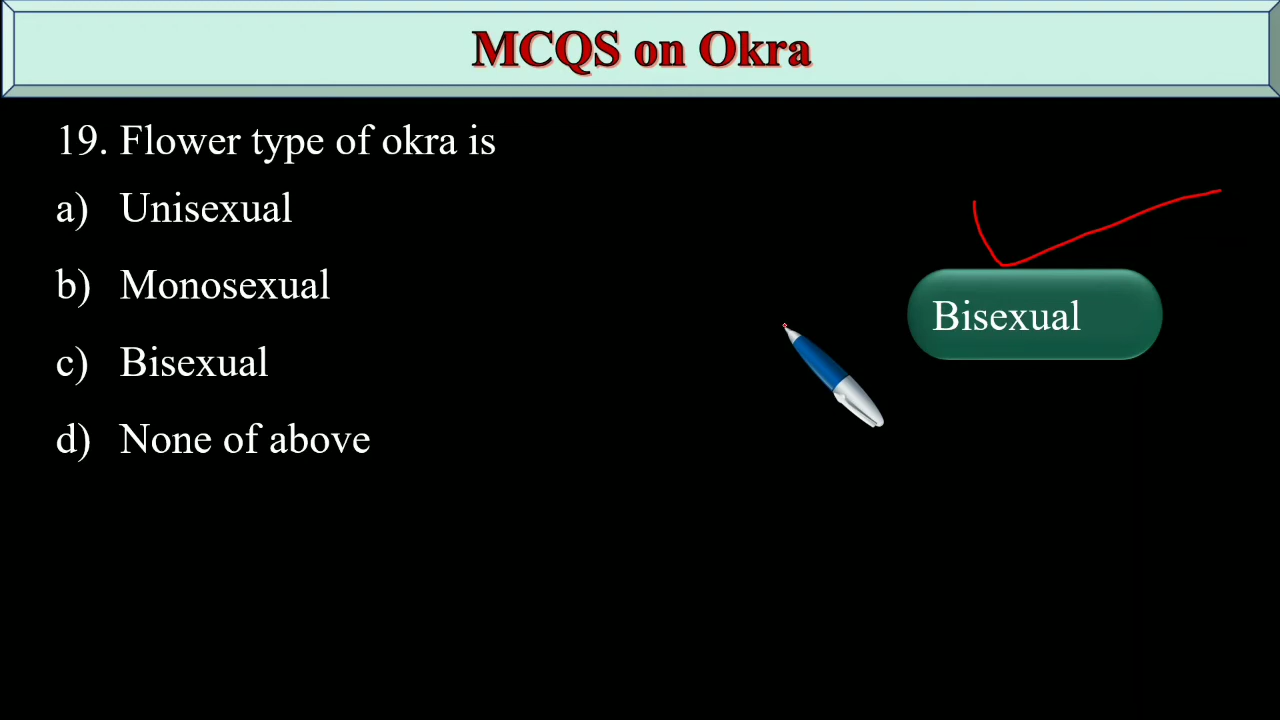 MCQS on Okra
19. Flower type of okra is
a) Unisexual
b) Monosexual
c) Bisexual
d) None of above
Bisexual